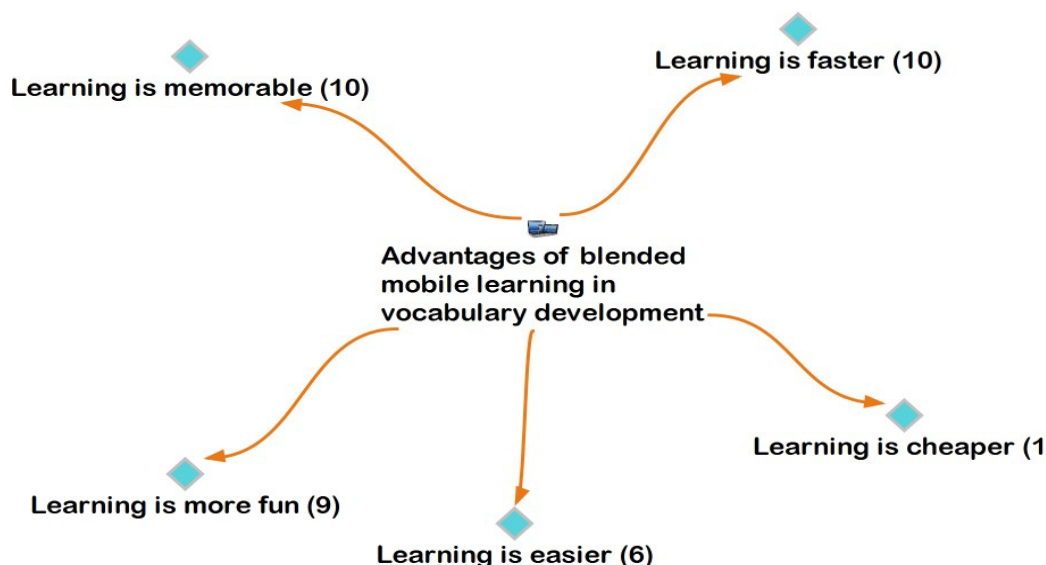 Learning is faster (10)
Learning is memorable (10)
Advantages of blended
mobile learning in
vocabulary development
Learning is cheaper (1
Learning is more fun (9)
Learning is easier (6)